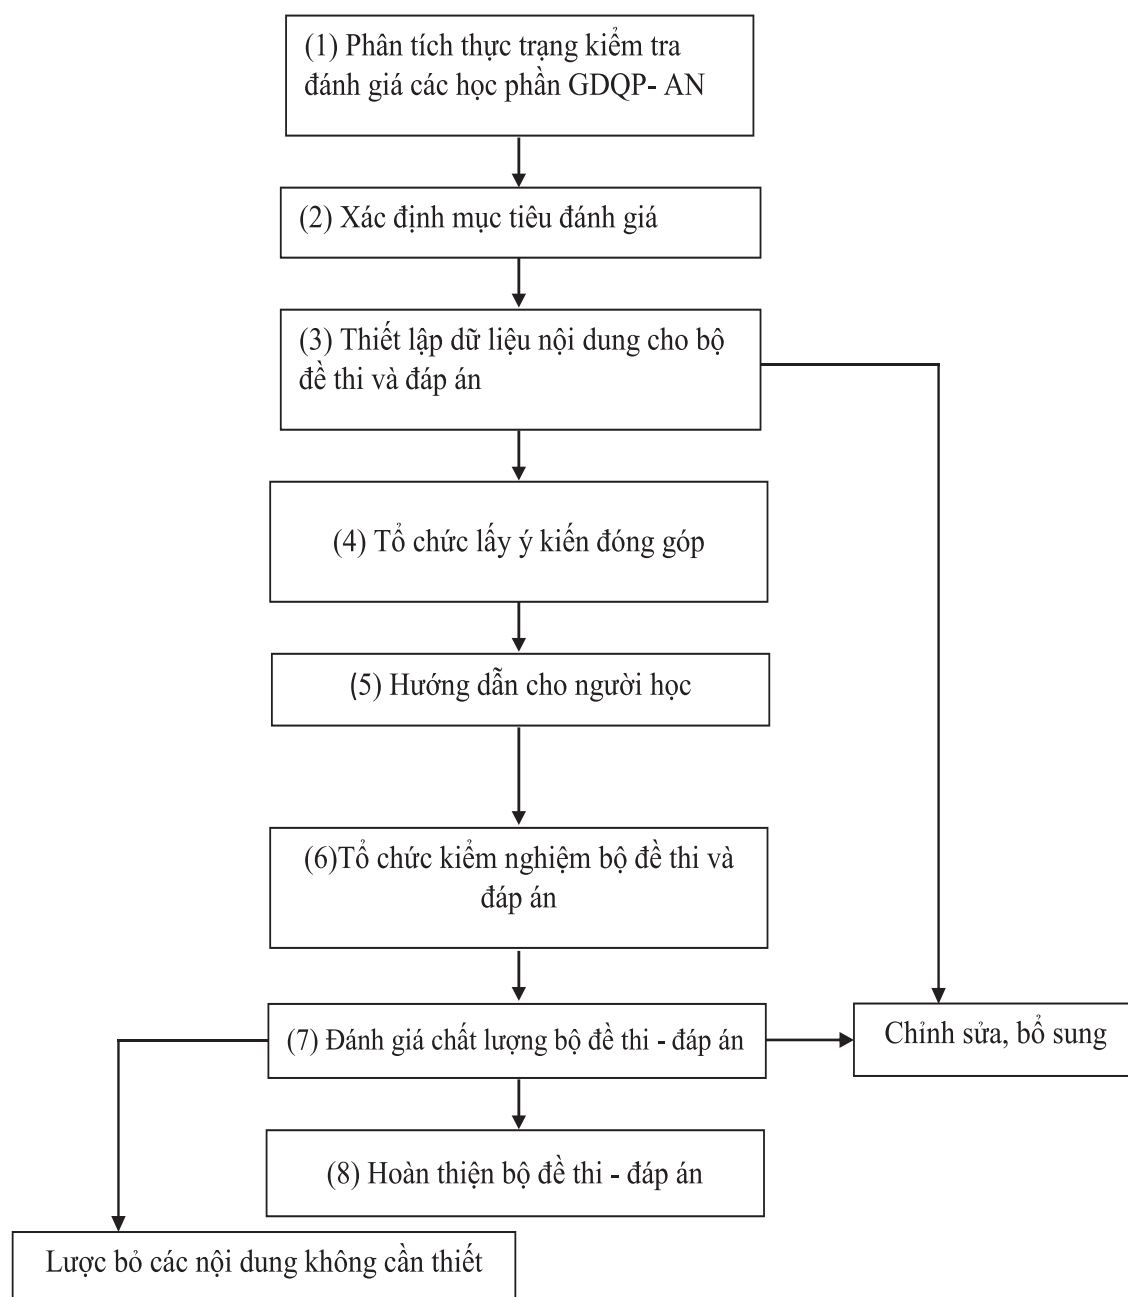 (1) Phân tích thực trạng kiểm tra
đánh giá các học phần GDQP- AN
(2) Xác định mục tiêu đánh giá
(3) Thiết lập dữ liệu nội dung cho bộ
đề thi và đáp án
(4) Tổ chức lấy ý kiến đóng góp
(5) Hướng dẫn cho người học
(6)Tổ chức kiểm nghiệm bộ đề thi và
đáp án
(7) Đánh giá chất lượng bộ đề thi - đáp án
Chỉnh sửa, bổ sung
(8) Hoàn thiện bộ đề thi - đáp án
Lược bỏ các nội dung không cần thiết